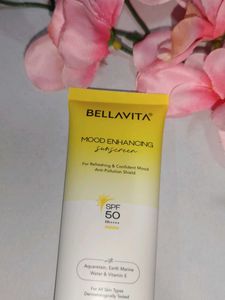 BELLAVITA®
MOOD ENHANCING
sunscreen
For Refreshing & Confident Mood
Anti Pollution Shield
SPF
50
PA++++
Aquaxtrem, Earth Marine
Water & Vitamin E
For All Skin Types
Dermatologically Tested